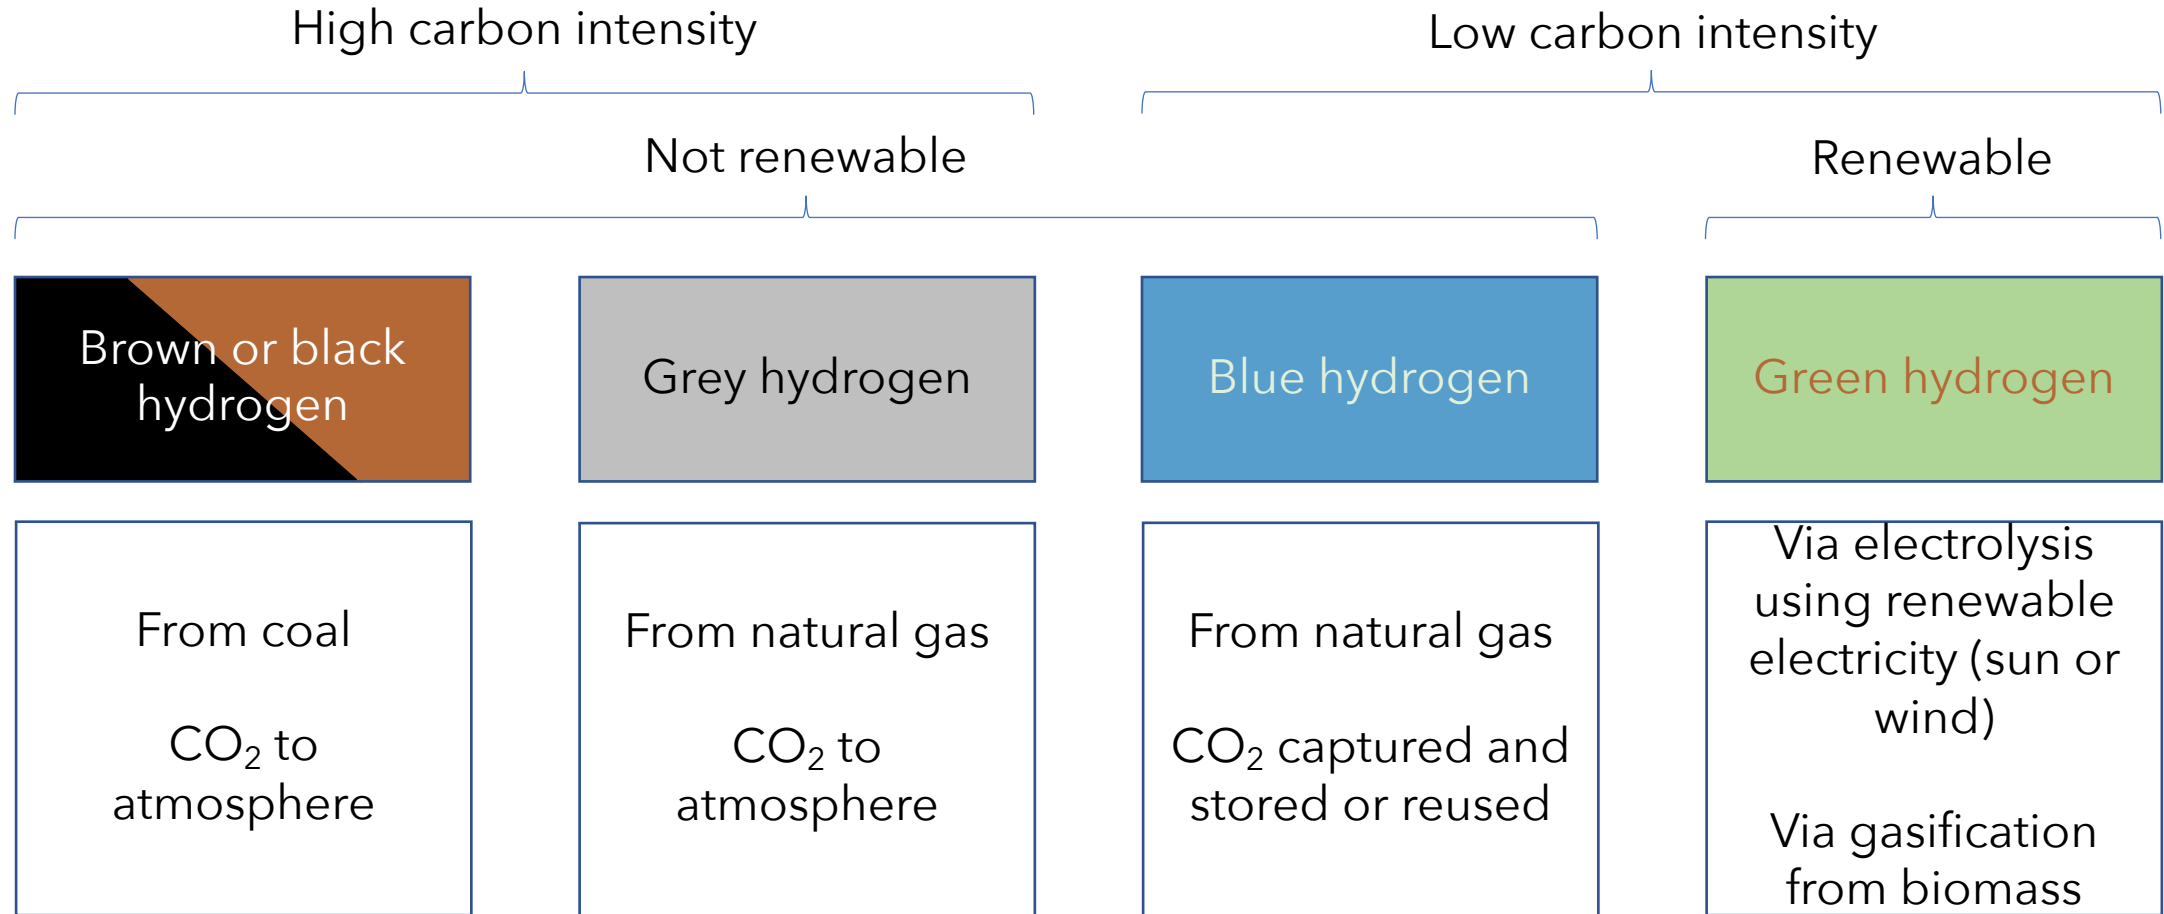 High carbon intensity
Low carbon intensity
Not renewable
Renewable
Brown or black
hydrogen
Grey hydrogen
Blue hydrogen
Green hydrogen
From coal
CO₂ to
atmosphere
From natural gas
CO₂ to
atmosphere
From natural gas
CO₂ captured and
stored or reused
Via electrolysis
using renewable
electricity (sun or
wind)
Via gasification
from biomass